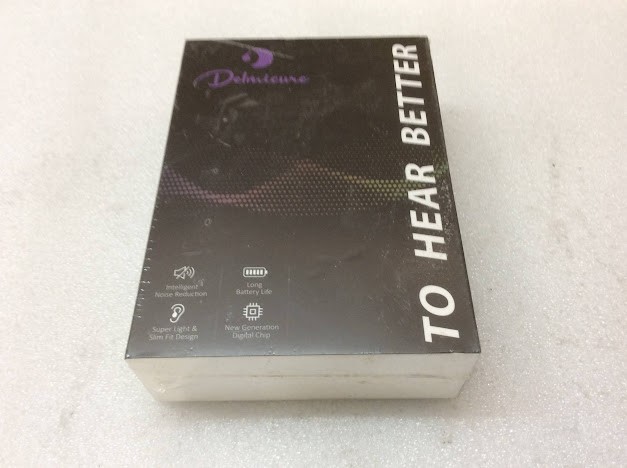 Delmicure
TO HEAR BETTER
Intelligent
Noise Reduction
Long
Battery Life
Super Light &
Slim Fit Design
New Generation
Digital Chip